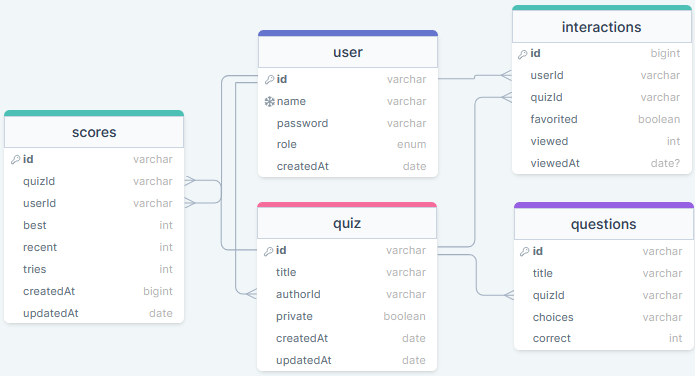 scores
id varchar
quizId varchar
userId varchar
best int
recent int
tries int
createdAt bigint
updatedAt date
user
id varchar
name varchar
password varchar
role enum
createdAt date
quiz
id varchar
title varchar
authorId varchar
private boolean
createdAt date
updatedAt date
interactions
id bigint
userId varchar
quizId varchar
favorited boolean
viewed int
viewedAt date?
questions
id varchar
title varchar
quizId varchar
choices varchar
correct int